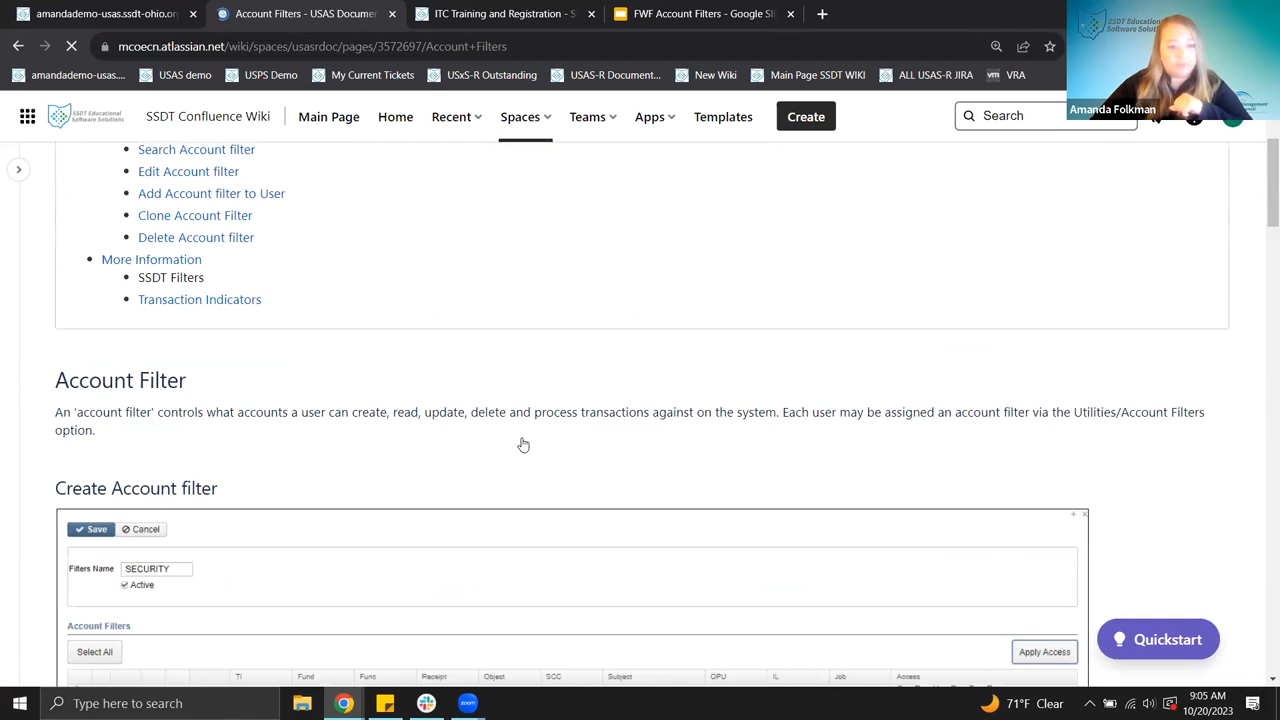 amandademo-usas.ssdt-ohio.org
Account Filters - USAS Documen
ITC Training and Registration - S
FWF Account Filters - Google Sli
mcoecn.atlassian.net/wiki/spaces/usasrdoc/pages/3572697/Account+Filters
amandademo-usas...
USAS demo
USPS Demo
My Current Tickets
USxS-R Outstanding
USAS-R Document...
New Wiki
Main Page SSDT WIKI
ALL USAS-R JIRA
vm VRA
SSDT Education
Software Soluti
Amanda Folkman
SSDT Educational
Software Solutions
SSDT Confluence Wiki
Main Page
Home
Recent
Spaces
Teams
Apps
Templates
Create
Search
Search Account filter
Edit Account filter
Add Account filter to User
Clone Account Filter
Delete Account filter
More Information
SSDT Filters
Transaction Indicators
Account Filter
An 'account filter' controls what accounts a user can create, read, update, delete and process transactions against on the system. Each user may be assigned an account filter via the Utilities/Account Filters
option.
Create Account filter
Save
Cancel
Filters Name
SECURITY
Active
Account Filters
Select All
Apply Access
TI
Fund
Func
Receipt
Object
SCC
Subject
OPU
IL
Job
Access
Quickstart
Type here to search
zoom
71°F Clear
9:05 AM
10/20/2023